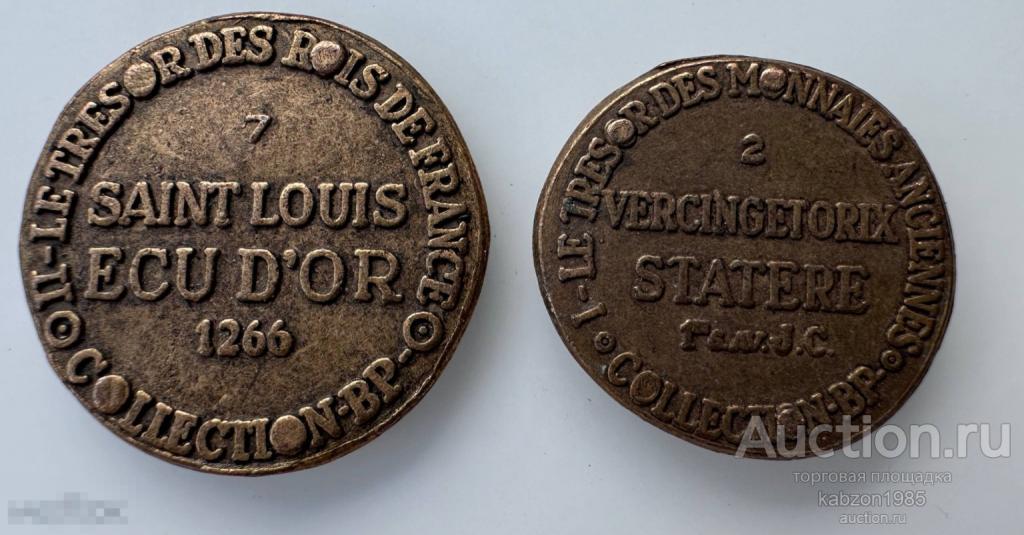 II - LE TRESOR DES ROIS DE FRANCE
7
SAINT LOUIS
ECU D'OR
1266
COLLECTION·BP-
I - LE TRESOR DES MONNAIES ANCIENNES
2
VERCINGETORIX
STATERE
1er s.av. J.C.
COLLECTION·BP-
Auction.ru
торговая площадка
kabzon1985
auction.ru